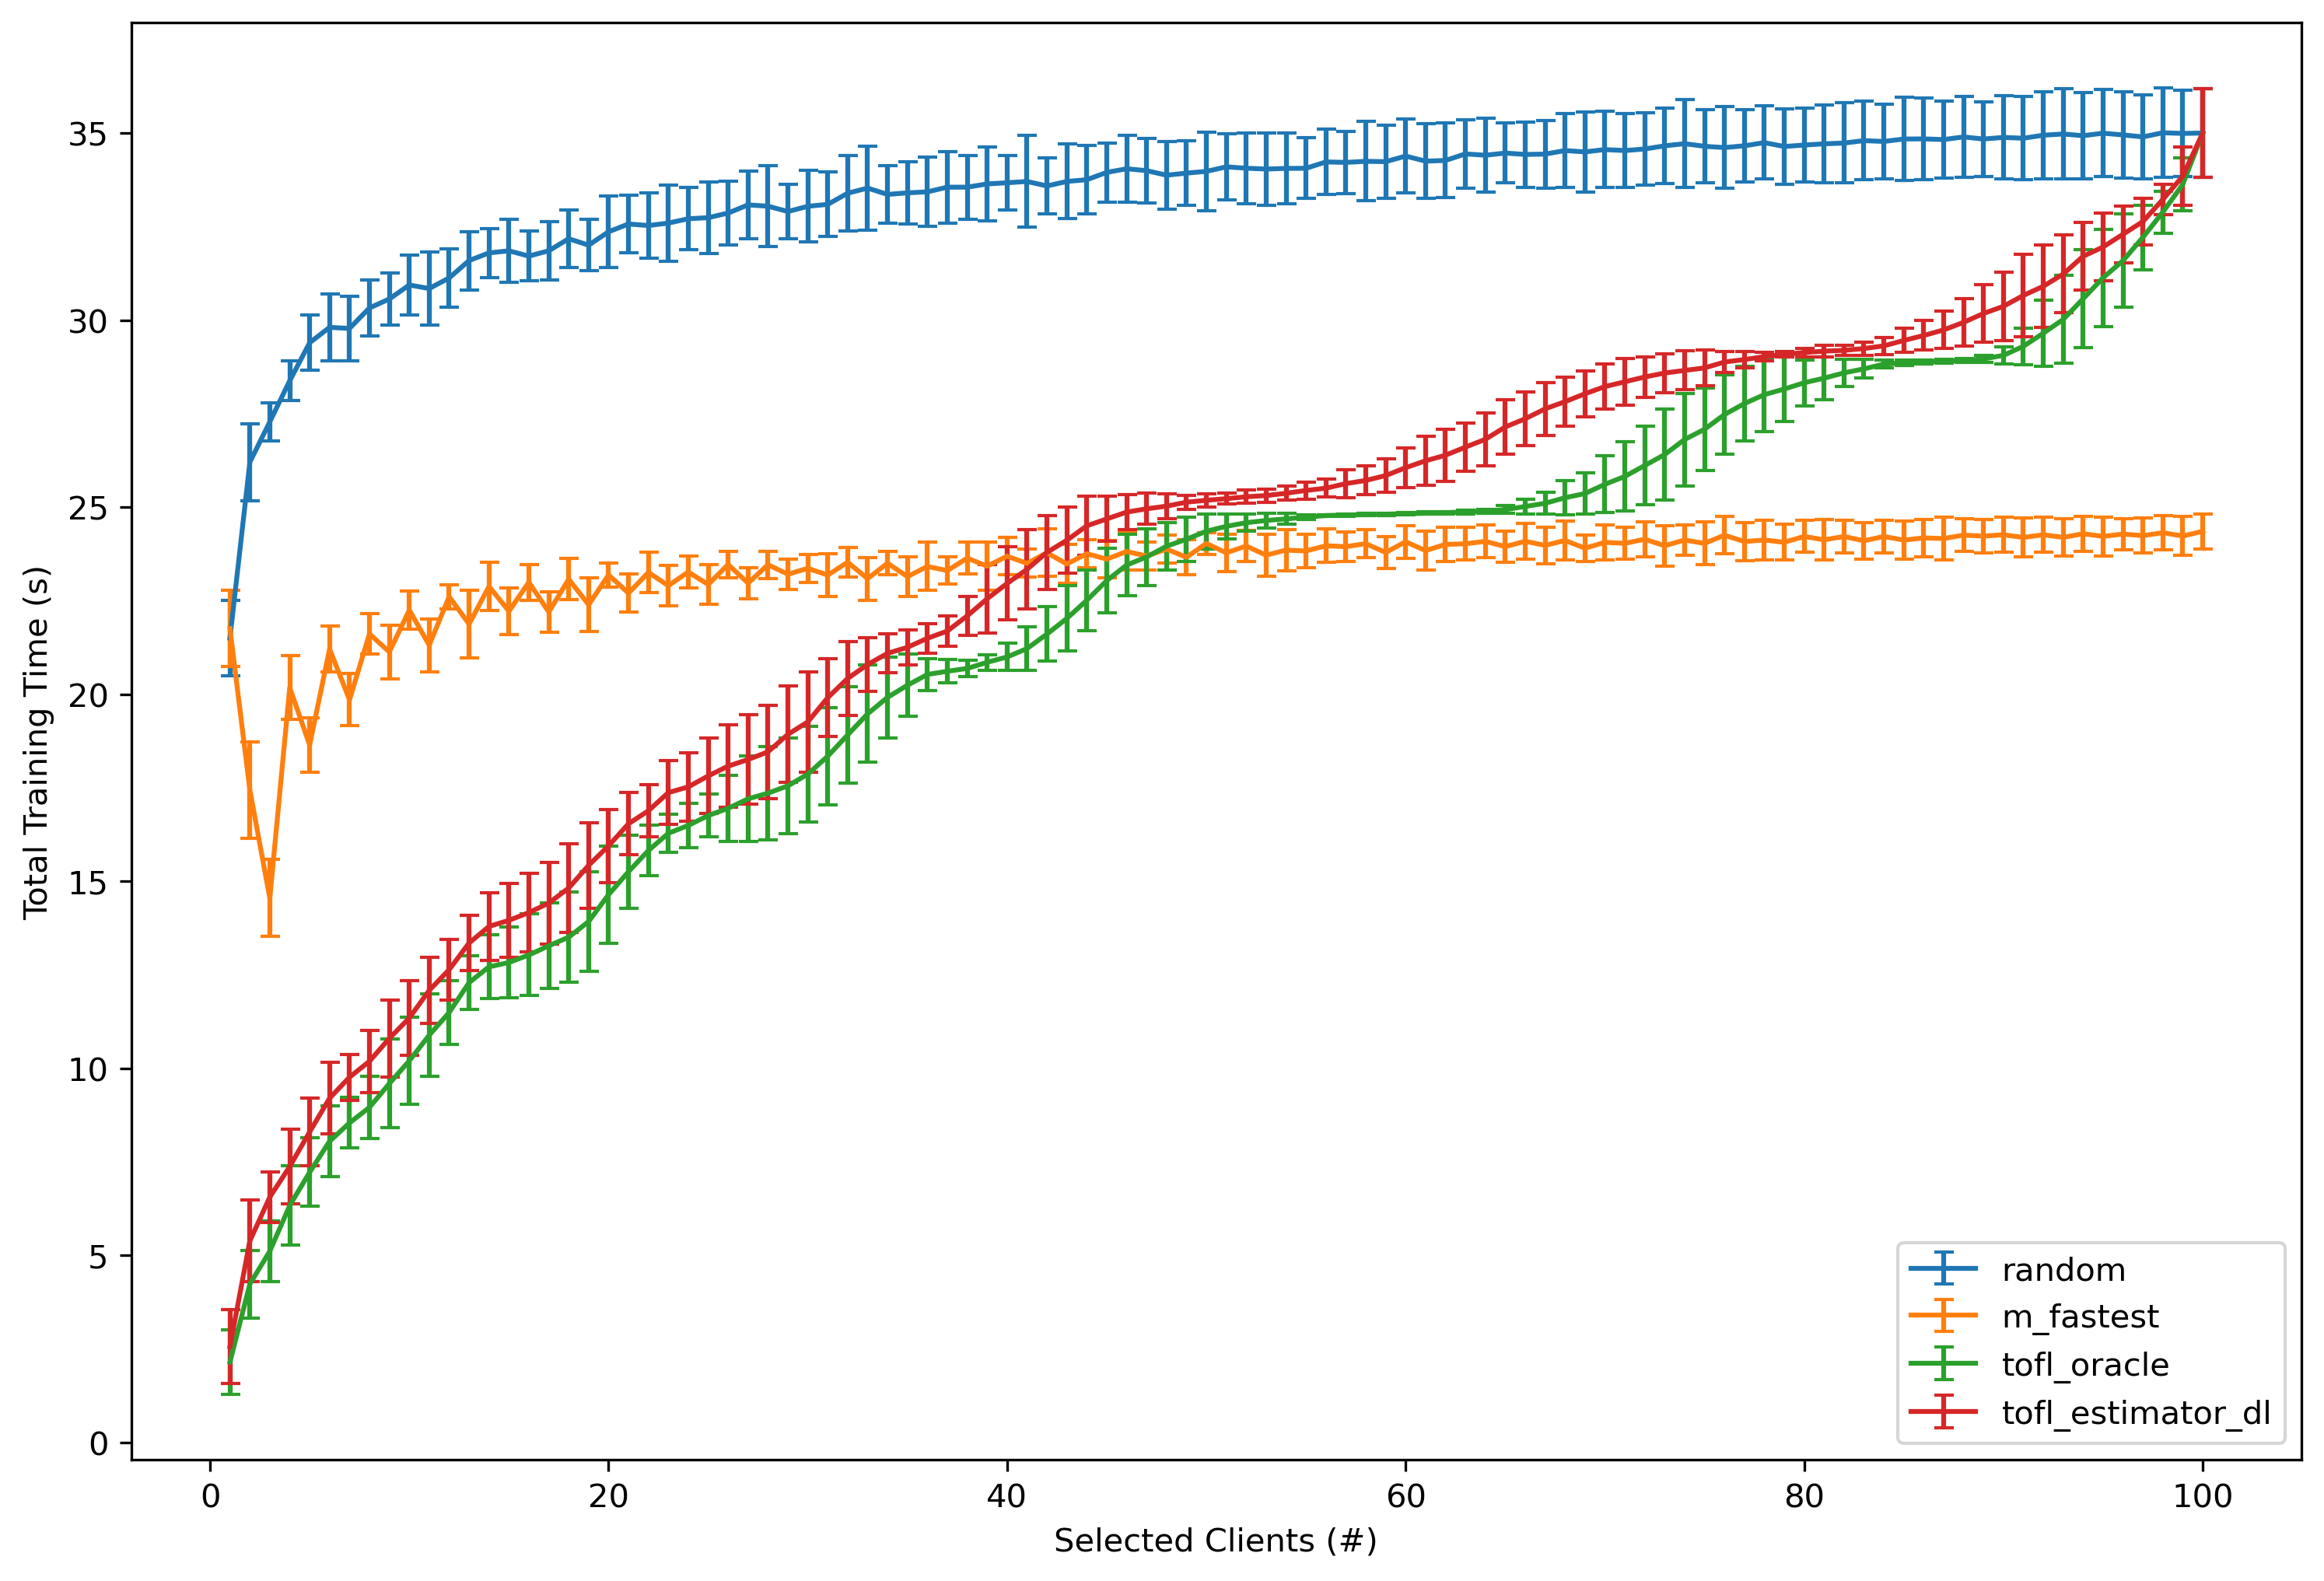 35
30
25
20
15
10
5
0
Total Training Time (s)
0 20 40 60 80 100
Selected Clients (#)
random
m_fastest
tofl_oracle
tofl_estimator_dl